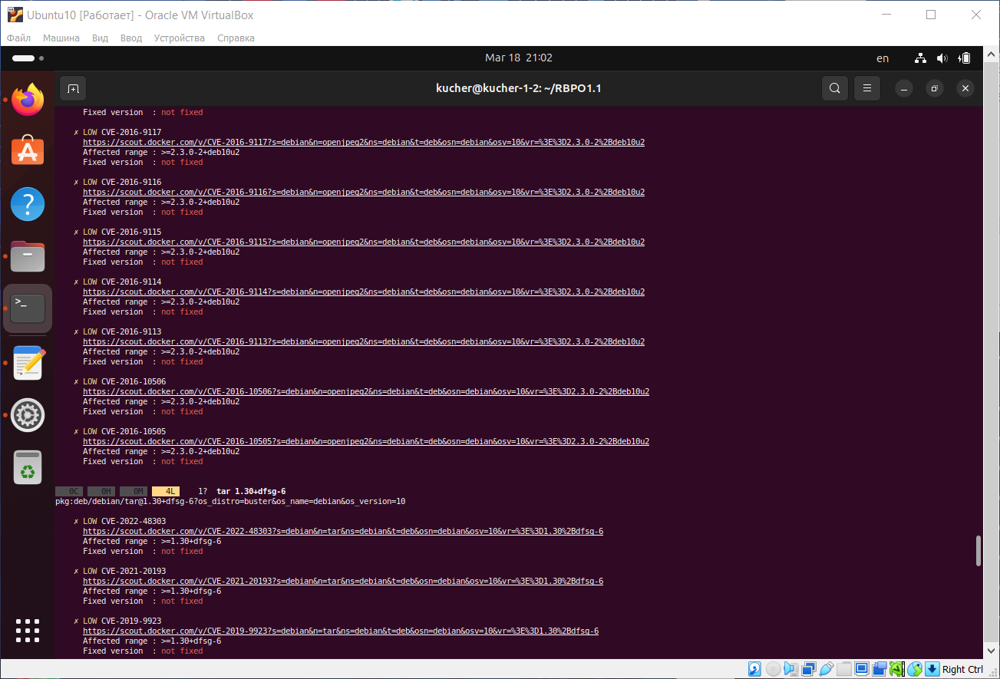 Ubuntu10 [Работает] - Oracle VM VirtualBox
Файл Машина Вид Ввод Устройства Справка
Mar 18 21:02
en
kucher@kucher-1-2: ~/RBPO1.1
Fixed version : not fixed
✗ LOW CVE-2016-9117
https://scout.docker.com/v/CVE-2016-9117?s=debian&n=openjpeg2&ns=debian&t=deb&osn=debian&osv=10&vr=%3E%3D2.3.0-2%2Bdeb10u2
Affected range : >=2.3.0-2+deb10u2
Fixed version : not fixed
✗ LOW CVE-2016-9116
https://scout.docker.com/v/CVE-2016-9116?s=debian&n=openjpeg2&ns=debian&t=deb&osn=debian&osv=10&vr=%3E%3D2.3.0-2%2Bdeb10u2
Affected range : >=2.3.0-2+deb10u2
Fixed version : not fixed
✗ LOW CVE-2016-9115
https://scout.docker.com/v/CVE-2016-9115?s=debian&n=openjpeg2&ns=debian&t=deb&osn=debian&osv=10&vr=%3E%3D2.3.0-2%2Bdeb10u2
Affected range : >=2.3.0-2+deb10u2
Fixed version : not fixed
✗ LOW CVE-2016-9114
https://scout.docker.com/v/CVE-2016-9114?s=debian&n=openjpeg2&ns=debian&t=deb&osn=debian&osv=10&vr=%3E%3D2.3.0-2%2Bdeb10u2
Affected range : >=2.3.0-2+deb10u2
Fixed version : not fixed
✗ LOW CVE-2016-9113
https://scout.docker.com/v/CVE-2016-9113?s=debian&n=openjpeg2&ns=debian&t=deb&osn=debian&osv=10&vr=%3E%3D2.3.0-2%2Bdeb10u2
Affected range : >=2.3.0-2+deb10u2
Fixed version : not fixed
✗ LOW CVE-2016-10506
https://scout.docker.com/v/CVE-2016-10506?s=debian&n=openjpeg2&ns=debian&t=deb&osn=debian&osv=10&vr=%3E%3D2.3.0-2%2Bdeb10u2
Affected range : >=2.3.0-2+deb10u2
Fixed version : not fixed
✗ LOW CVE-2016-10505
https://scout.docker.com/v/CVE-2016-10505?s=debian&n=openjpeg2&ns=debian&t=deb&osn=debian&osv=10&vr=%3E%3D2.3.0-2%2Bdeb10u2
Affected range : >=2.3.0-2+deb10u2
Fixed version : not fixed
0C 0H 0M 4L 1? tar 1.30+dfsg-6
pkg:deb/debian/tar@1.30+dfsg-6?os_distro=buster&os_name=debian&os_version=10
✗ LOW CVE-2022-48303
https://scout.docker.com/v/CVE-2022-48303?s=debian&n=tar&ns=debian&t=deb&osn=debian&osv=10&vr=%3E%3D1.30%2Bdfsg-6
Affected range : >=1.30+dfsg-6
Fixed version : not fixed
✗ LOW CVE-2021-20193
https://scout.docker.com/v/CVE-2021-20193?s=debian&n=tar&ns=debian&t=deb&osn=debian&osv=10&vr=%3E%3D1.30%2Bdfsg-6
Affected range : >=1.30+dfsg-6
Fixed version : not fixed
✗ LOW CVE-2019-9923
https://scout.docker.com/v/CVE-2019-9923?s=debian&n=tar&ns=debian&t=deb&osn=debian&osv=10&vr=%3E%3D1.30%2Bdfsg-6
Affected range : >=1.30+dfsg-6
Fixed version : not fixed
Right Ctrl